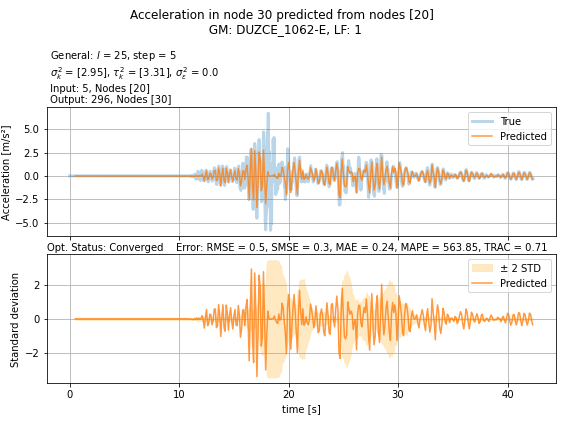 Acceleration in node 30 predicted from nodes [20]
GM: DUZCE_1062-E, LF: 1
General: l = 25, step = 5
σ²ₖ = [2.95], τ²ₖ = [3.31], σ²ε = 0.0
Input: 5, Nodes [20]
Output: 296, Nodes [30]
Acceleration [m/s²]
5.0
2.5
0.0
−2.5
−5.0
True
Predicted
Opt. Status: Converged    Error: RMSE = 0.5, SMSE = 0.3, MAE = 0.24, MAPE = 563.85, TRAC = 0.71
Standard deviation
2
0
−2
± 2 STD
Predicted
0 10 20 30 40
time [s]